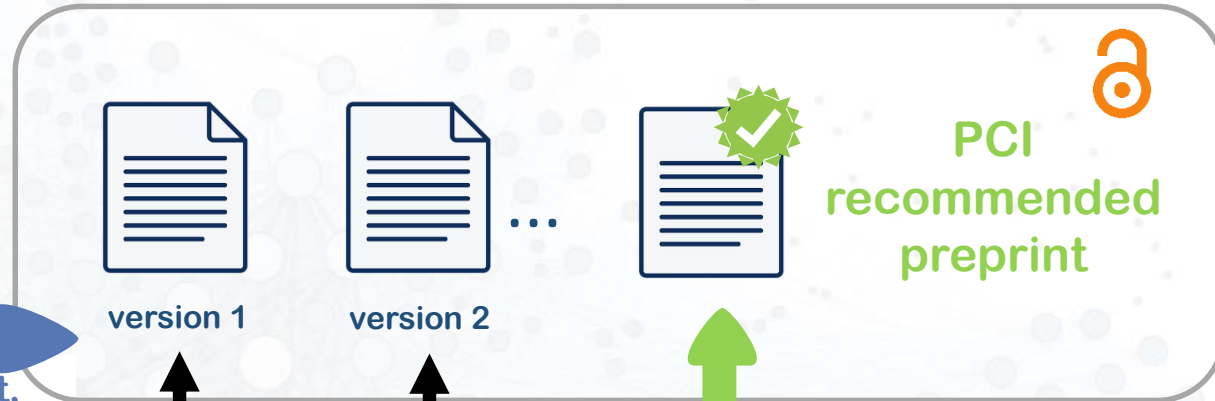 PCI
recommended
preprint
...
version 1
version 2
t.